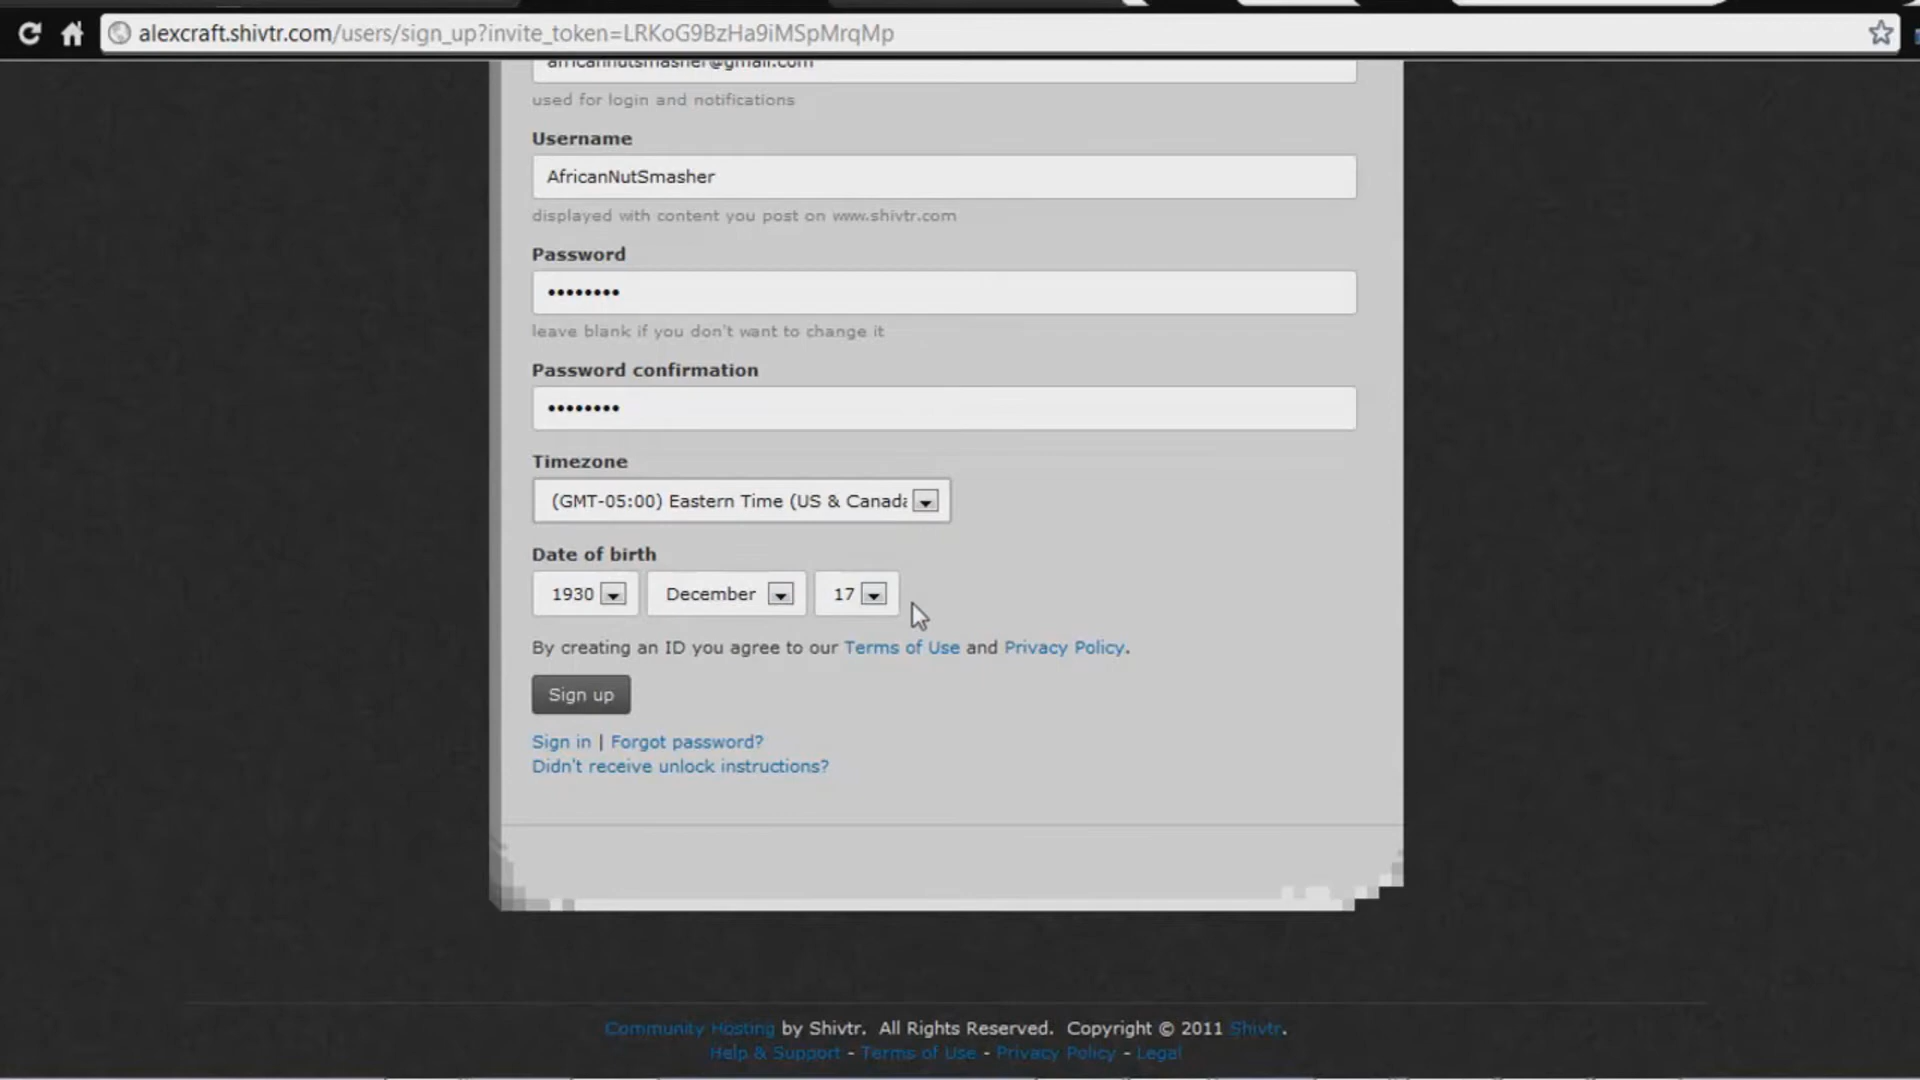 alexcraft.shivtr.com/users/sign_up?invite_token=LRKoG9BzHa9iMSpMrqMp
africannutsmasher@gmail.com
used for login and notifications
Username
AfricanNutSmasher
displayed with content you post on www.shivtr.com
Password
••••••••
leave blank if you don't want to change it
Password confirmation
••••••••
Timezone
(GMT-05:00) Eastern Time (US & Canada
Date of birth
1930 December 17
By creating an ID you agree to our Terms of Use and Privacy Policy.
Sign up
Sign in | Forgot password?
Didn't receive unlock instructions?
Community Hosting by Shivtr. All Rights Reserved. Copyright © 2011 Shivtr.
Help & Support - Terms of Use - Privacy Policy - Legal